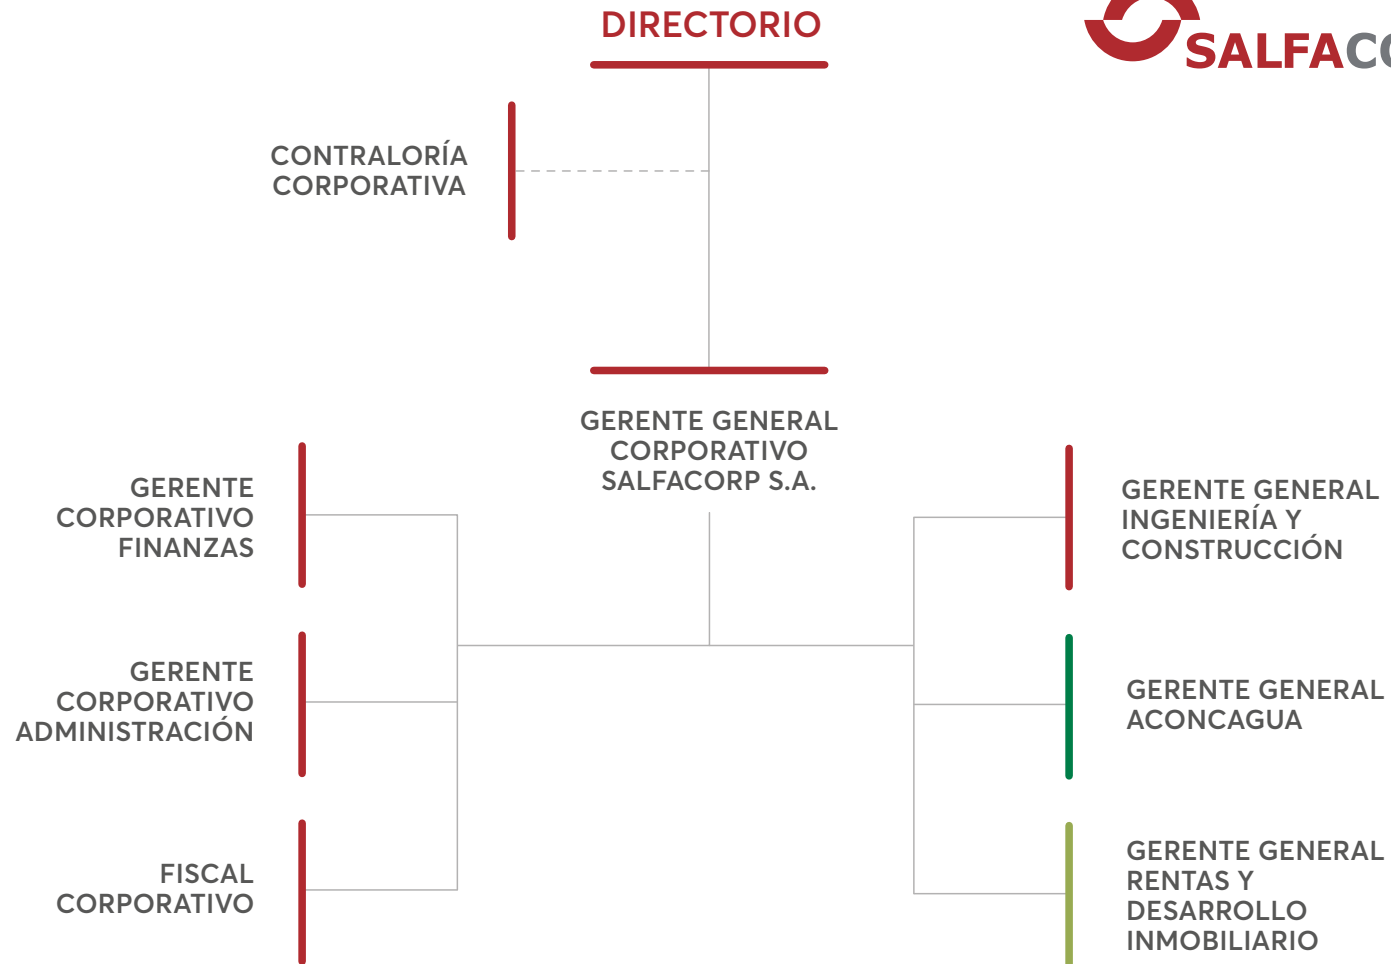 DIRECTORIO
SALFACO
CONTRALORÍA
CORPORATIVA
GERENTE GENERAL
CORPORATIVO
SALFACORP S.A.
GERENTE
CORPORATIVO
FINANZAS
GERENTE
CORPORATIVO
ADMINISTRACIÓN
FISCAL
CORPORATIVO
GERENTE GENERAL
INGENIERÍA Y
CONSTRUCCIÓN
GERENTE GENERAL
ACONCAGUA
GERENTE GENERAL
RENTAS Y
DESARROLLO
INMOBILIARIO